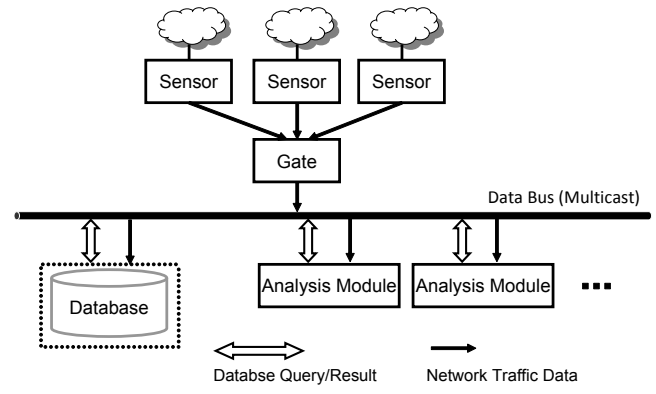 Sensor
Sensor
Sensor
Gate
Data Bus (Multicast)
Database
Analysis Module
Analysis Module
Databse Query/Result
Network Traffic Data